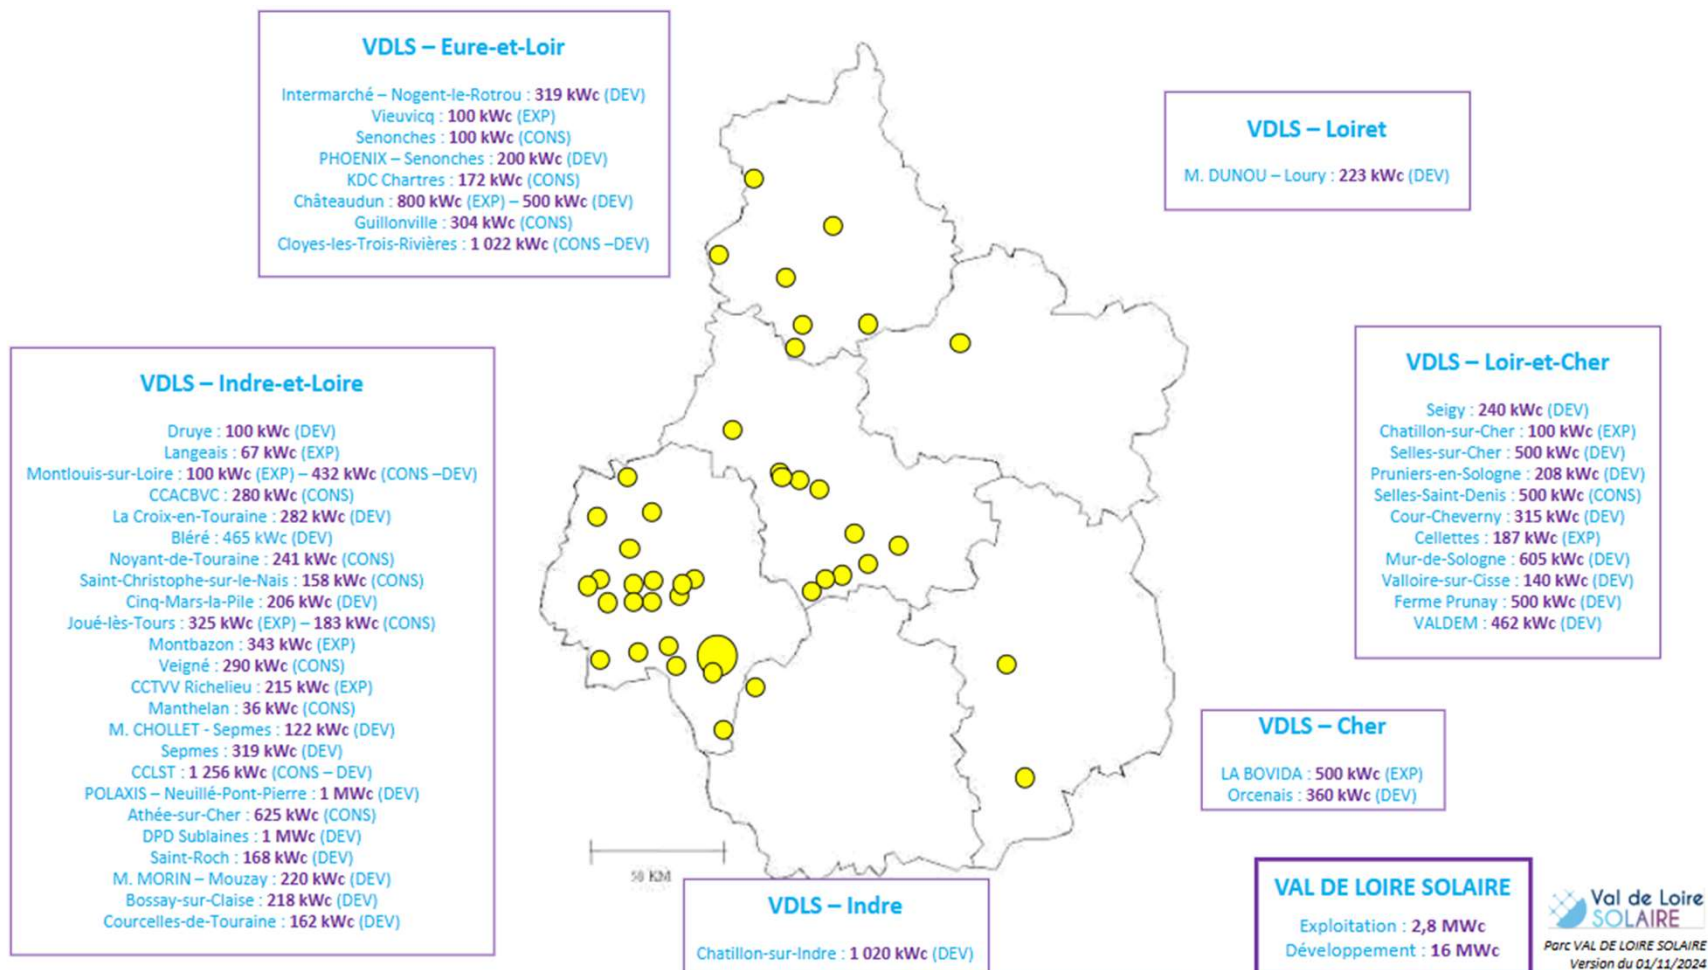 VDLS – Eure-et-Loir
Intermarché – Nogent-le-Rotrou : 319 kWc (DEV)
Vieuvicq : 100 kWc (EXP)
Senonches : 100 kWc (CONS)
PHOENIX – Senonches : 200 kWc (DEV)
KDC Chartres : 172 kWc (CONS)
Châteaudun : 800 kWc (EXP) – 500 kWc (DEV)
Guillonville : 304 kWc (CONS)
Cloyes-les-Trois-Rivières : 1 022 kWc (CONS –DEV)
VDLS – Loiret
M. DUNOU – Loury : 223 kWc (DEV)
VDLS – Indre-et-Loire
Druye : 100 kWc (DEV)
Langeais : 67 kWc (EXP)
Montlouis-sur-Loire : 100 kWc (EXP) – 432 kWc (CONS –DEV)
CCACBVC : 280 kWc (CONS)
La Croix-en-Touraine : 282 kWc (DEV)
Bléré : 465 kWc (DEV)
Noyant-de-Touraine : 241 kWc (CONS)
Saint-Christophe-sur-le-Nais : 158 kWc (CONS)
Cinq-Mars-la-Pile : 206 kWc (DEV)
Joué-lès-Tours : 325 kWc (EXP) – 183 kWc (CONS)
Montbazon : 343 kWc (EXP)
Veigné : 290 kWc (CONS)
CCTVV Richelieu : 215 kWc (EXP)
Manthelan : 36 kWc (CONS)
M. CHOLLET - Sepmes : 122 kWc (DEV)
Sepmes : 319 kWc (DEV)
CCLST : 1 256 kWc (CONS – DEV)
POLAXIS – Neuillé-Pont-Pierre : 1 MWc (DEV)
Athée-sur-Cher : 625 kWc (CONS)
DPD Sublaines : 1 MWc (DEV)
Saint-Roch : 168 kWc (DEV)
M. MORIN – Mouzay : 220 kWc (DEV)
Bossay-sur-Claise : 218 kWc (DEV)
Courcelles-de-Touraine : 162 kWc (DEV)
VDLS – Loir-et-Cher
Seigy : 240 kWc (DEV)
Chatillon-sur-Cher : 100 kWc (EXP)
Selles-sur-Cher : 500 kWc (DEV)
Pruniers-en-Sologne : 208 kWc (DEV)
Selles-Saint-Denis : 500 kWc (CONS)
Cour-Cheverny : 315 kWc (DEV)
Cellettes : 187 kWc (EXP)
Mur-de-Sologne : 605 kWc (DEV)
Valloire-sur-Cisse : 140 kWc (DEV)
Ferme Prunay : 500 kWc (DEV)
VALDEM : 462 kWc (DEV)
VDLS – Cher
LA BOVIDA : 500 kWc (EXP)
Orcenais : 360 kWc (DEV)
50 KM
VDLS – Indre
Chatillon-sur-Indre : 1 020 kWc (DEV)
VAL DE LOIRE SOLAIRE
Exploitation : 2,8 MWc
Développement : 16 MWc
Val de Loire
SOLAIRE
Parc VAL DE LOIRE SOLAIRE
Version du 01/11/2024